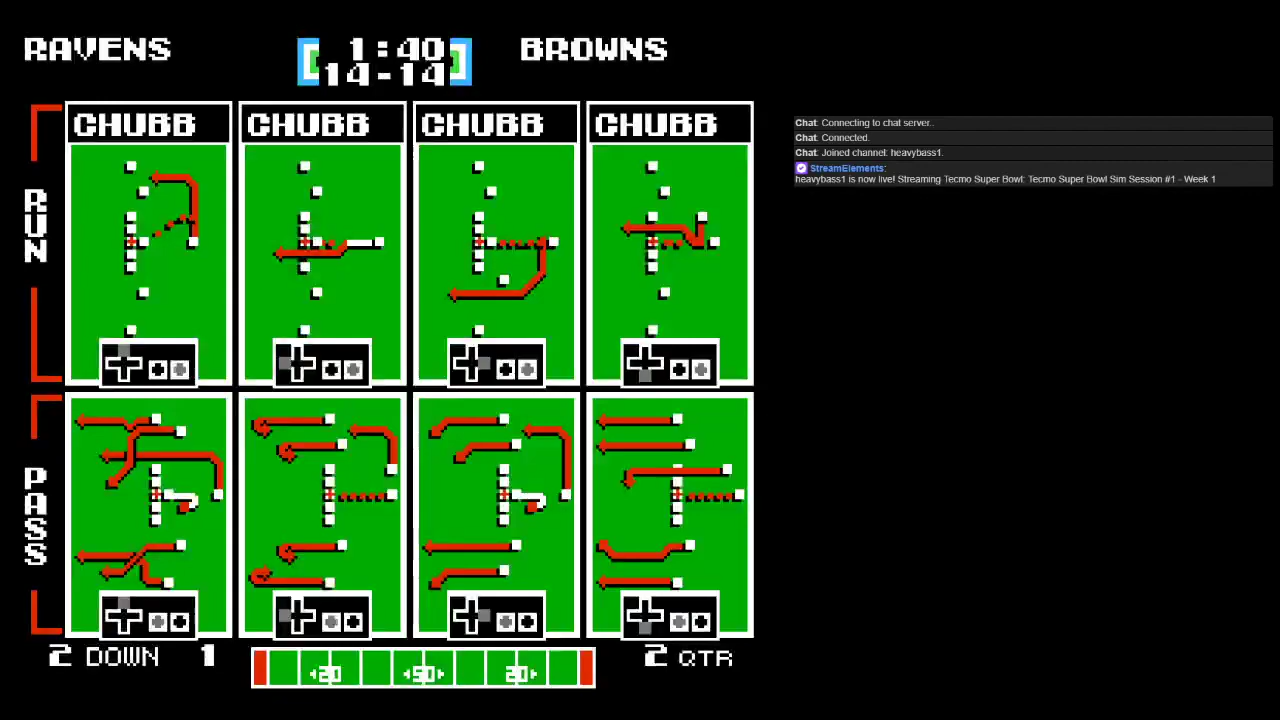 RAVENS
1:40
BROWNS
14-14
CHUBB CHUBB CHUBB CHUBB
RUN
PASS
2 DOWN 1
20 50 20
2 QTR
Chat: Connecting to chat server..
Chat: Connected.
Chat: Joined channel: heavybass1.
StreamElements:
heavybass1 is now live! Streaming Tecmo Super Bowl: Tecmo Super Bowl Sim Session #1 - Week 1